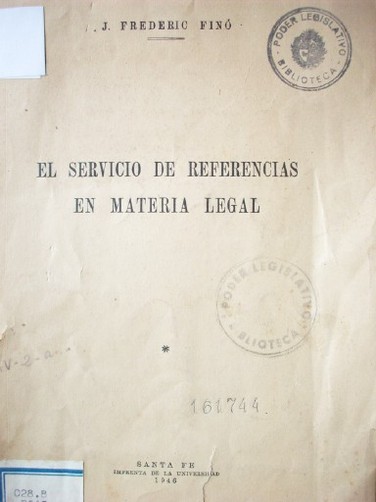 J. FREDERIC FINÓ
PODER LEGISLATIVO
BIBLIOTECA
EL SERVICIO DE REFERENCIAS
EN MATERIA LEGAL
PODER LEGISLATIVO
BIBLIOTECA
*
161744
SANTA FE
IMPRENTA DE LA UNIVERSIDAD
1946
028.8